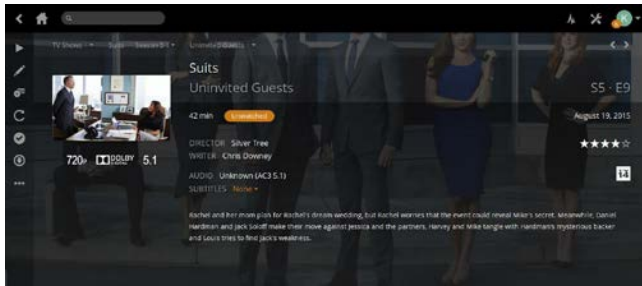 K
TV Shows Suits Season 5 Uninvited Guests
Suits
Uninvited Guests
S5 · E9
42 min Unwatched
August 19, 2015
DIRECTOR Silver Tree
WRITER Chris Downey
720p DOLBY 5.1
AUDIO Unknown (AC3 5.1)
SUBTITLES None
14
Rachel and her mom plan for Rachel's dream wedding, but Rachel worries that the event could reveal Mike's secret. Meanwhile, Daniel
Hardman and Jack Soloff make their move against Jessica and the partners, Harvey and Mike tangle with Hardman's mysterious backer
and Louis tries to find Jack's weakness.